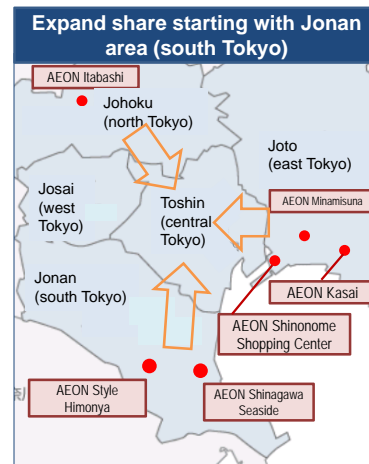 Expand share starting with Jonan
area (south Tokyo)
AEON Itabashi
Johoku
(north Tokyo)
Joto
(east Tokyo)
Josai
(west
Tokyo)
Toshin
(central
Tokyo)
AEON Minamisuna
Jonan
(south Tokyo)
AEON Kasai
AEON Shinonome
Shopping Center
AEON Style
Himonya
AEON Shinagawa
Seaside